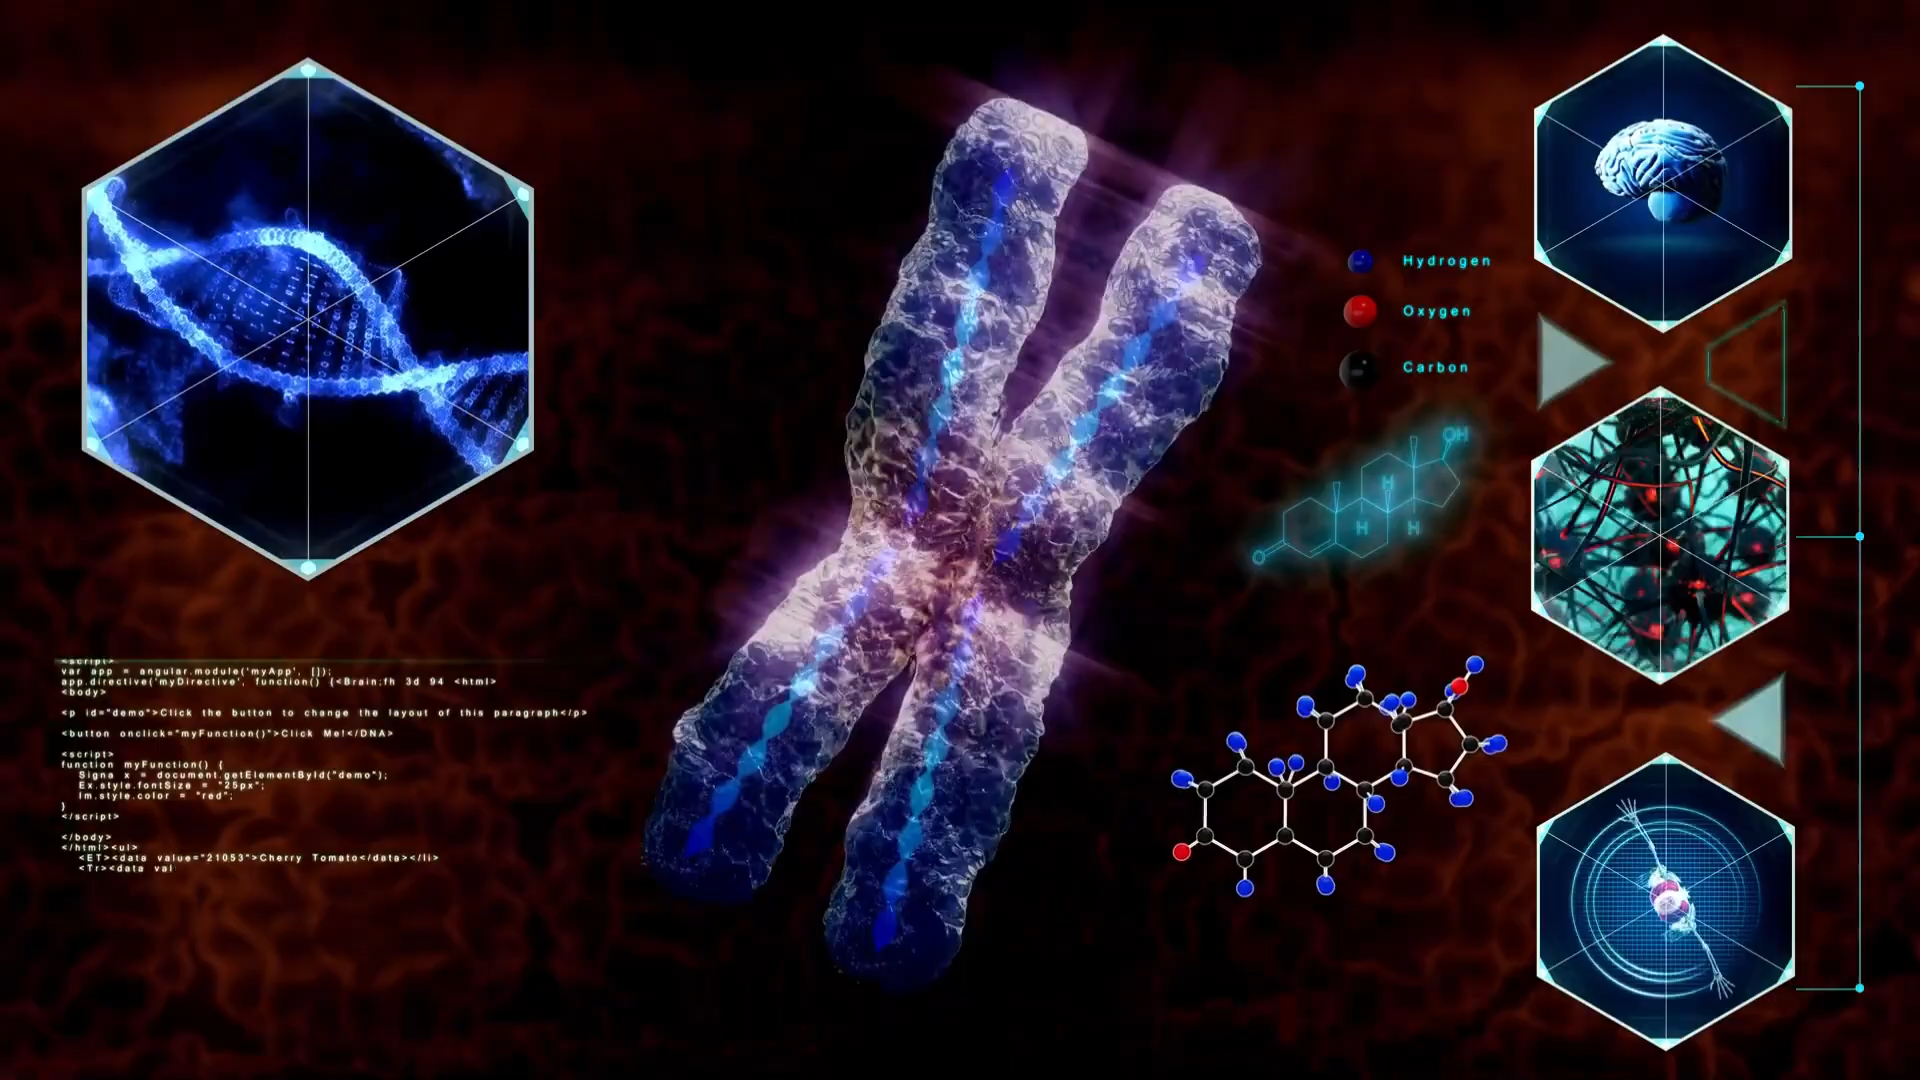 Hydrogen
Oxygen
Carbon
OH
H
H
H
O
<script>
var app = angular.module('myApp', []);
app.directive('myDirective', function() {<Brain;fh 3d 94 <html>
<body>
<p id="demo">Click the button to change the layout of this paragraph</p>
<button onclick="myFunction()">Click Me!</DNA>
<script>
function myFunction() {
Signa x = document.getElementById("demo");
Ex.style.fontSize = "25px";
Im.style.color = "red";
}
</script>
</body>
</html><ul>
<ET><data value="21053">Cherry Tomato</data></li>
<Tr><data val